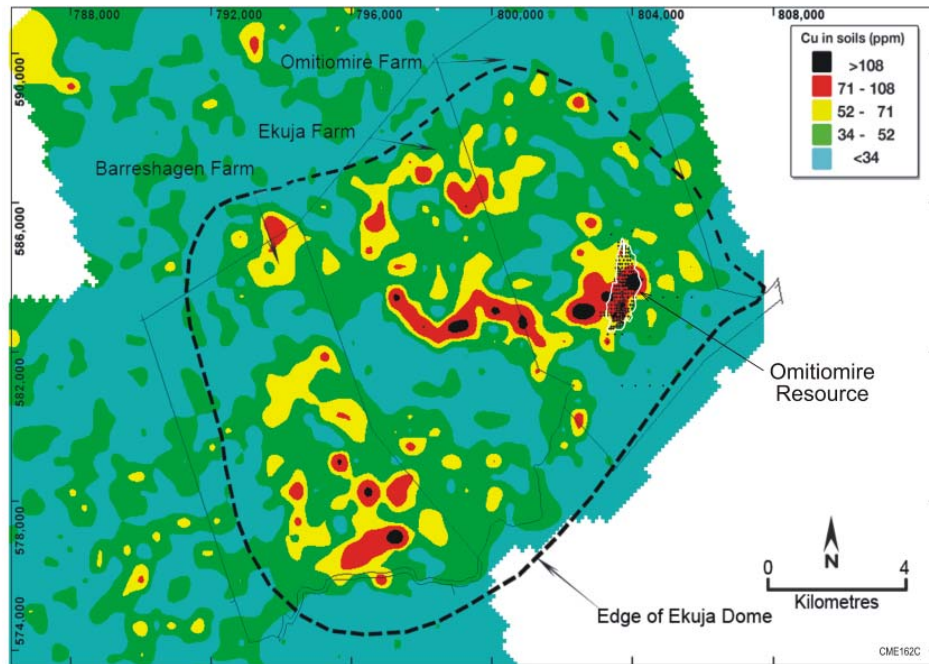 788,000
792,000
796,000
800,000
804,000
808,000
Cu in soils (ppm)
>108
71 - 108
52 - 71
34 - 52
<34
590,000
586,000
582,000
578,000
574,000
Omitiomire Farm
Ekuja Farm
Barreshagen Farm
Omitiomire
Resource
Edge of Ekuja Dome
N
0 4
Kilometres
CME162C